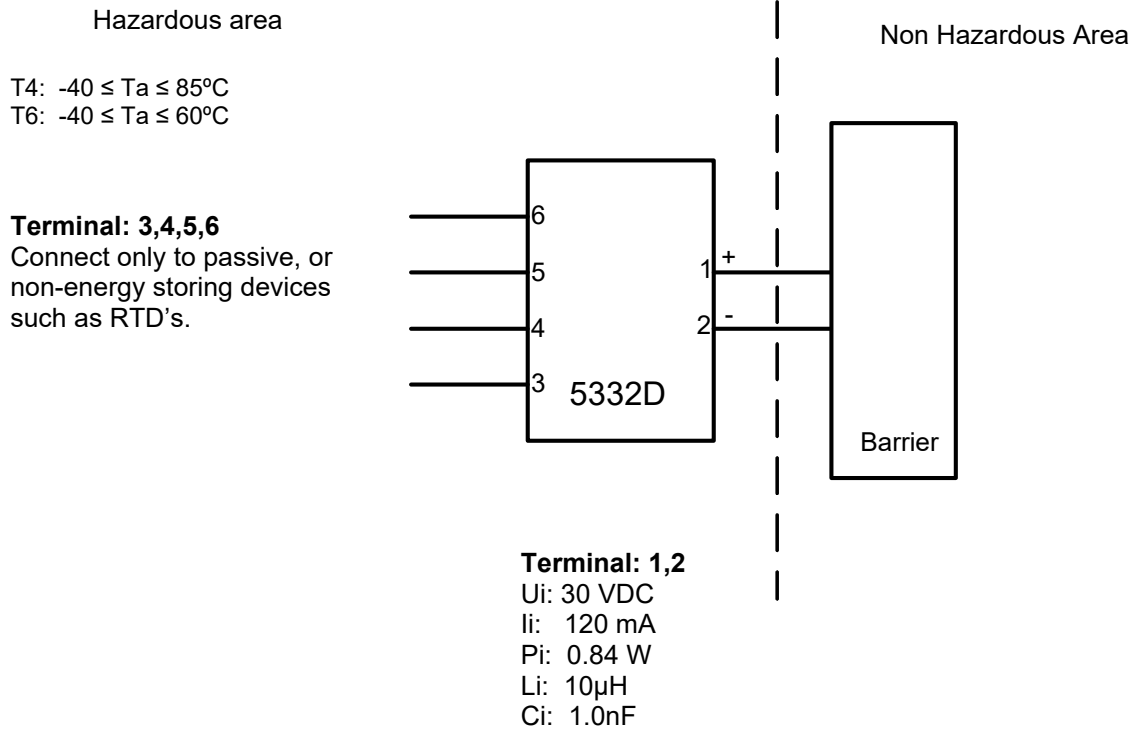 Hazardous area
Non Hazardous Area
T4:  -40 ≤ Ta ≤ 85ºC
T6:  -40 ≤ Ta ≤ 60ºC
Terminal: 3,4,5,6
Connect only to passive, or
non-energy storing devices
such as RTD’s.
6
5
4
3
1
+
2
-
5332D
Barrier
Terminal: 1,2
Ui: 30 VDC
Ii:   120 mA
Pi:  0.84 W
Li:  10µH
Ci:  1.0nF